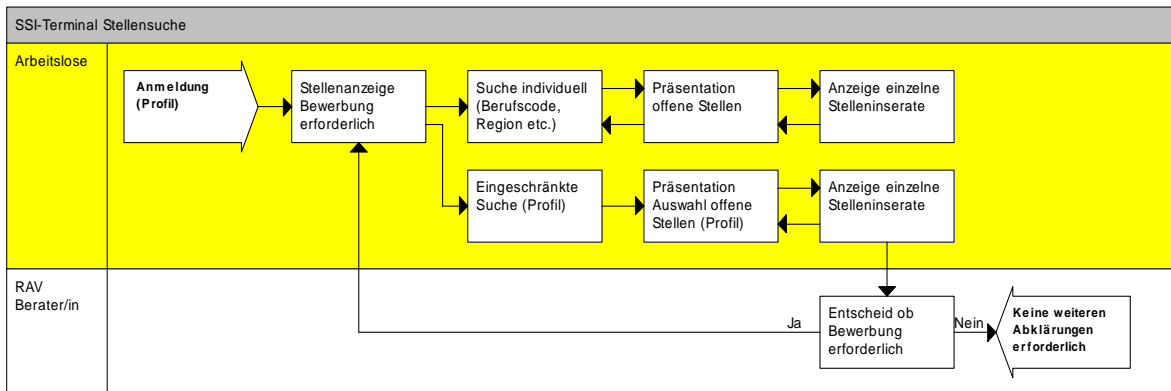 SSI-Terminal Stellensuche
Arbeitslose
Anmeldung
(Profil)
Stellenanzeige
Bewerbung
erforderlich
Suche individuell
(Berufscode,
Region etc.)
Präsentation
offene Stellen
Anzeige einzelne
Stelleninserate
Eingeschränkte
Suche (Profil)
Präsentation
Auswahl offene
Stellen (Profil)
Anzeige einzelne
Stelleninserate
RAV
Berater/in
Ja
Entscheid ob
Bewerbung
erforderlich
Nein
Keine weiteren
Abklärungen
erforderlich